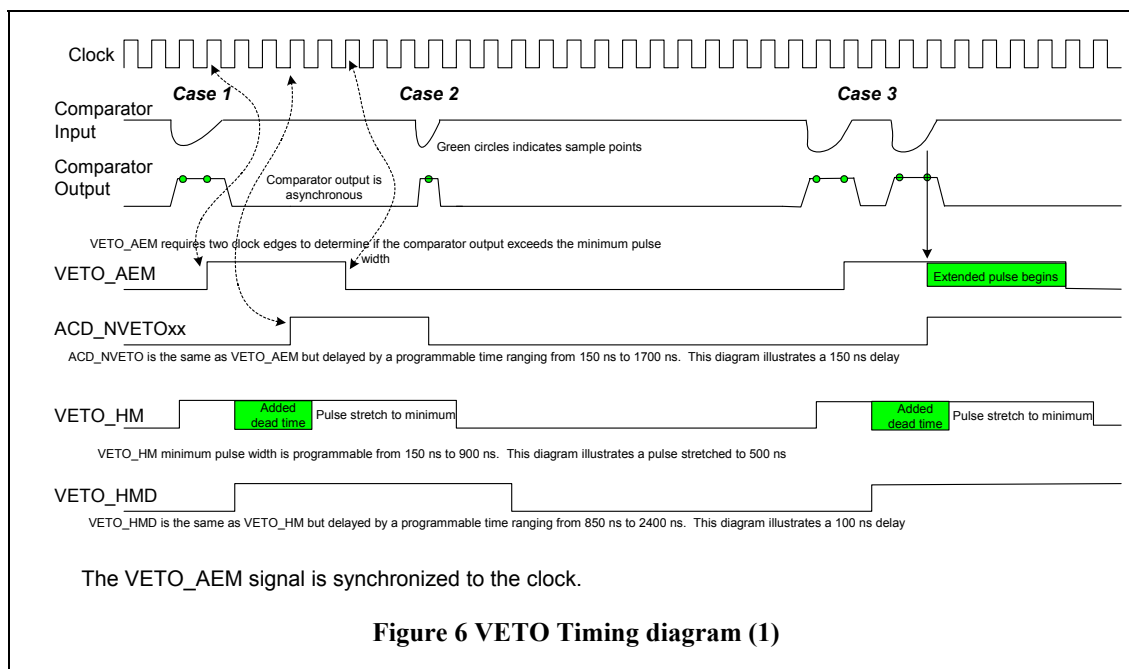 Clock
Case 1
Case 2
Case 3
Comparator
Input
Green circles indicates sample points
Comparator
Output
Comparator output is
asynchronous
VETO_AEM requires two clock edges to determine if the comparator output exceeds the minimum pulse
width
VETO_AEM
Extended pulse begins
ACD_NVETOxx
ACD_NVETO is the same as VETO_AEM but delayed by a programmable time ranging from 150 ns to 1700 ns. This diagram illustrates a 150 ns delay
VETO_HM
Added
dead time
Pulse stretch to minimum
Added
dead time
Pulse stretch to minimum
VETO_HM minimum pulse width is programmable from 150 ns to 900 ns. This diagram illustrates a pulse stretched to 500 ns
VETO_HMD
VETO_HMD is the same as VETO_HM but delayed by a programmable time ranging from 850 ns to 2400 ns. This diagram illustrates a 100 ns delay
The VETO_AEM signal is synchronized to the clock.
Figure 6 VETO Timing diagram (1)